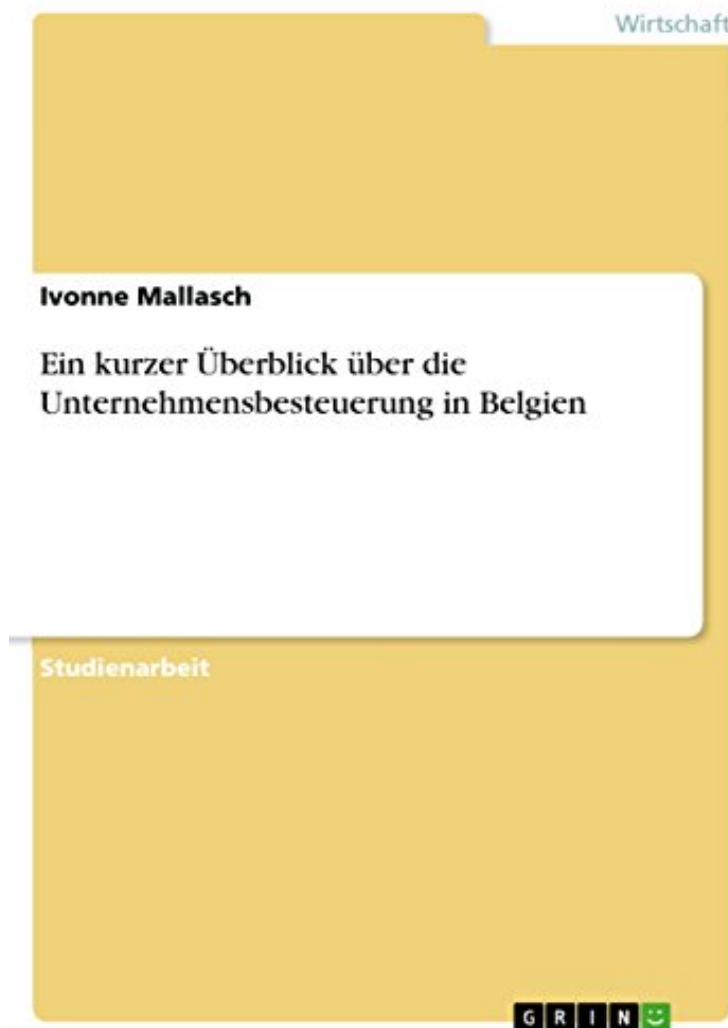 Wirtschaft
Ivonne Mallasch
Ein kurzer Überblick über die
Unternehmensbesteuerung in Belgien
Studienarbeit
GRIN